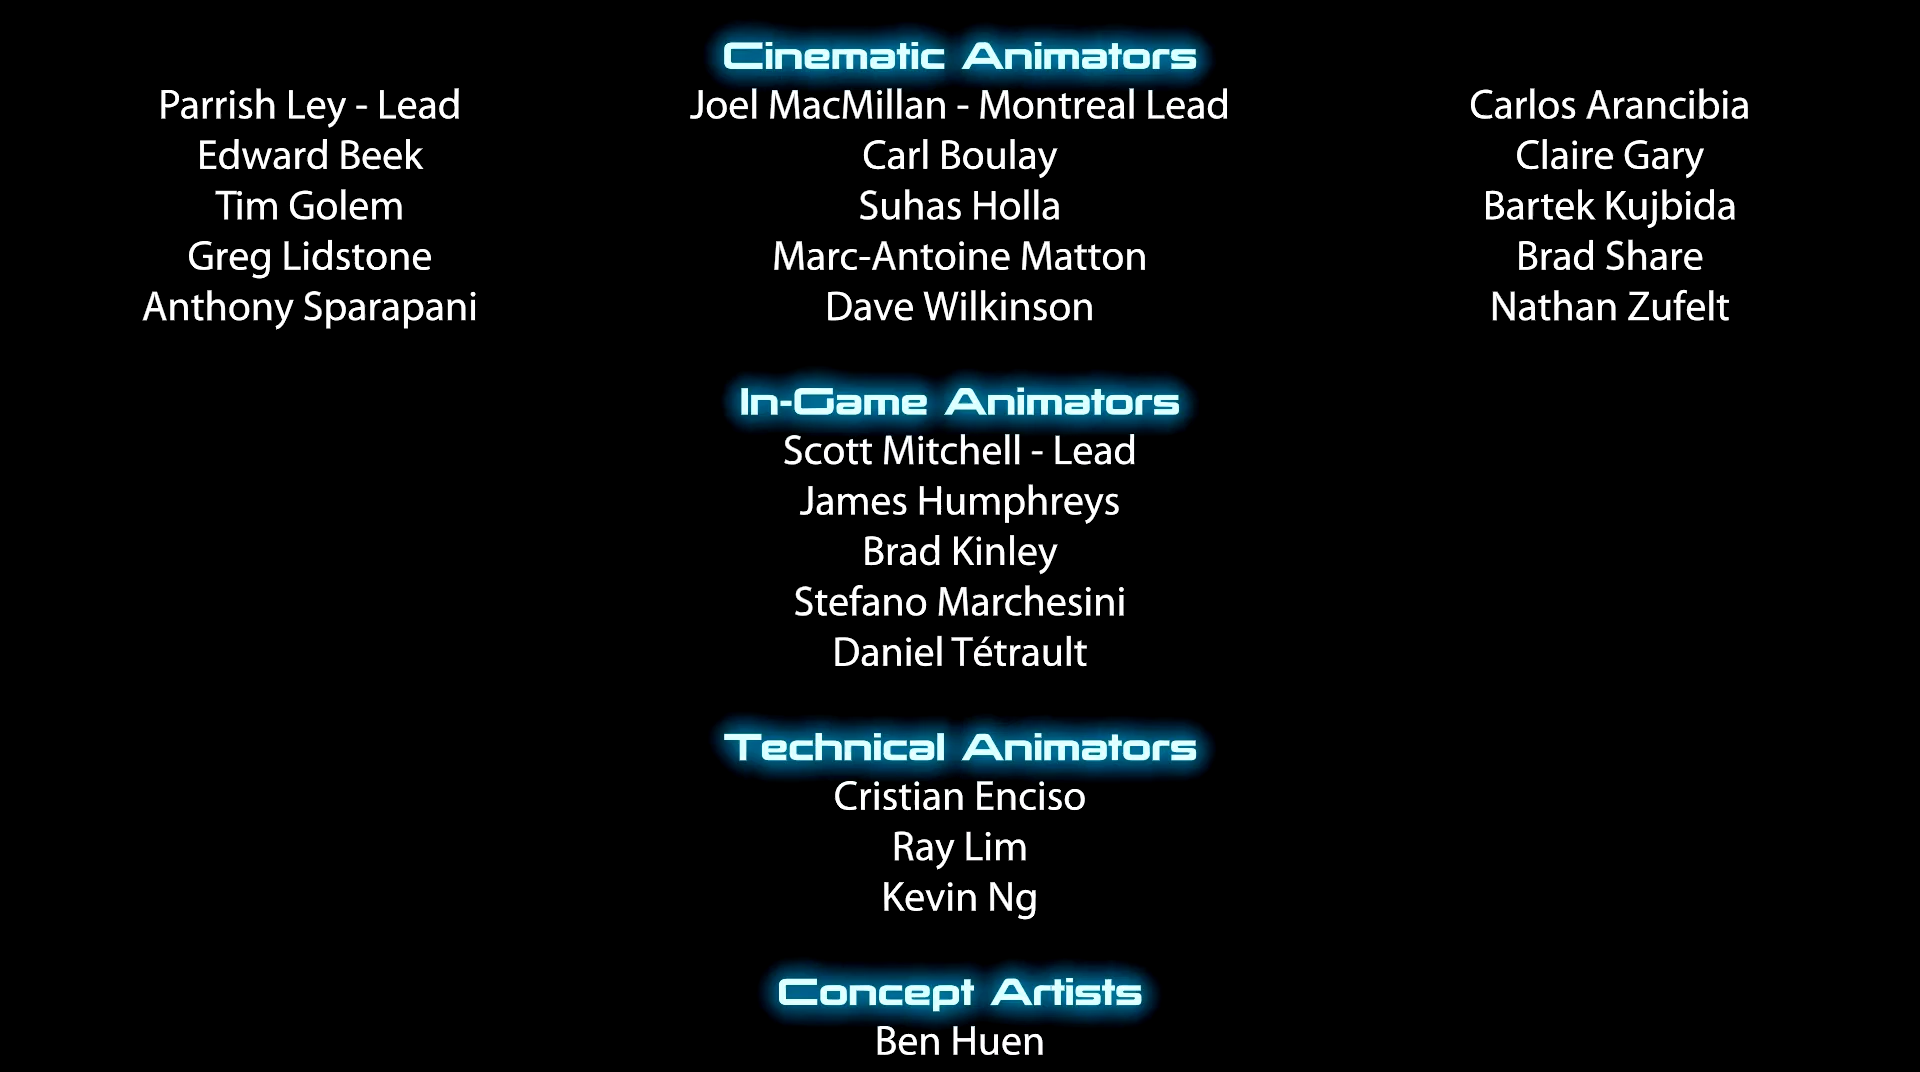 Cinematic Animators
Parrish Ley - Lead Joel MacMillan - Montreal Lead Carlos Arancibia
Edward Beek Carl Boulay Claire Gary
Tim Golem Suhas Holla Bartek Kujbida
Greg Lidstone Marc-Antoine Matton Brad Share
Anthony Sparapani Dave Wilkinson Nathan Zufelt
In-Game Animators
Scott Mitchell - Lead
James Humphreys
Brad Kinley
Stefano Marchesini
Daniel Tétrault
Technical Animators
Cristian Enciso
Ray Lim
Kevin Ng
Concept Artists
Ben Huen